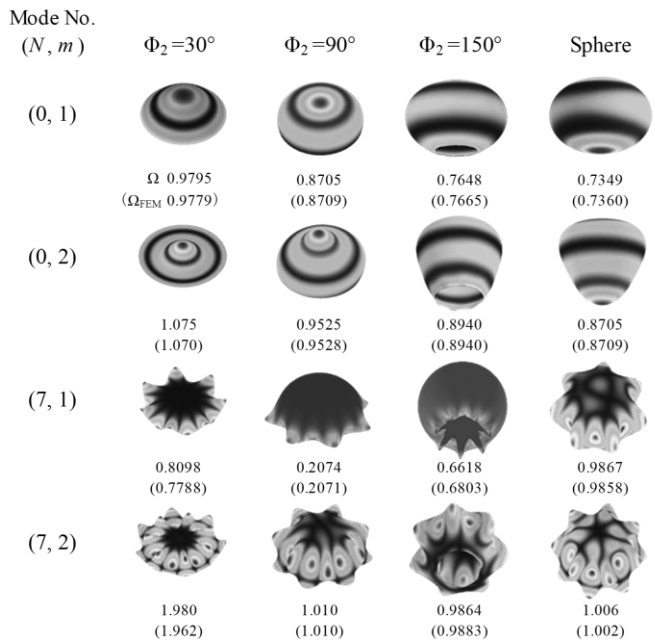 Mode No.
(N, m) Φ₂=30° Φ₂=90° Φ₂=150° Sphere
(0, 1)
Ω 0.9795 0.8705 0.7648 0.7349
(Ω_FEM 0.9779) (0.8709) (0.7665) (0.7360)
(0, 2)
1.075 0.9525 0.8940 0.8705
(1.070) (0.9528) (0.8940) (0.8709)
(7, 1)
0.8098 0.2074 0.6618 0.9867
(0.7788) (0.2071) (0.6803) (0.9858)
(7, 2)
1.980 1.010 0.9864 1.006
(1.962) (1.010) (0.9883) (1.002)